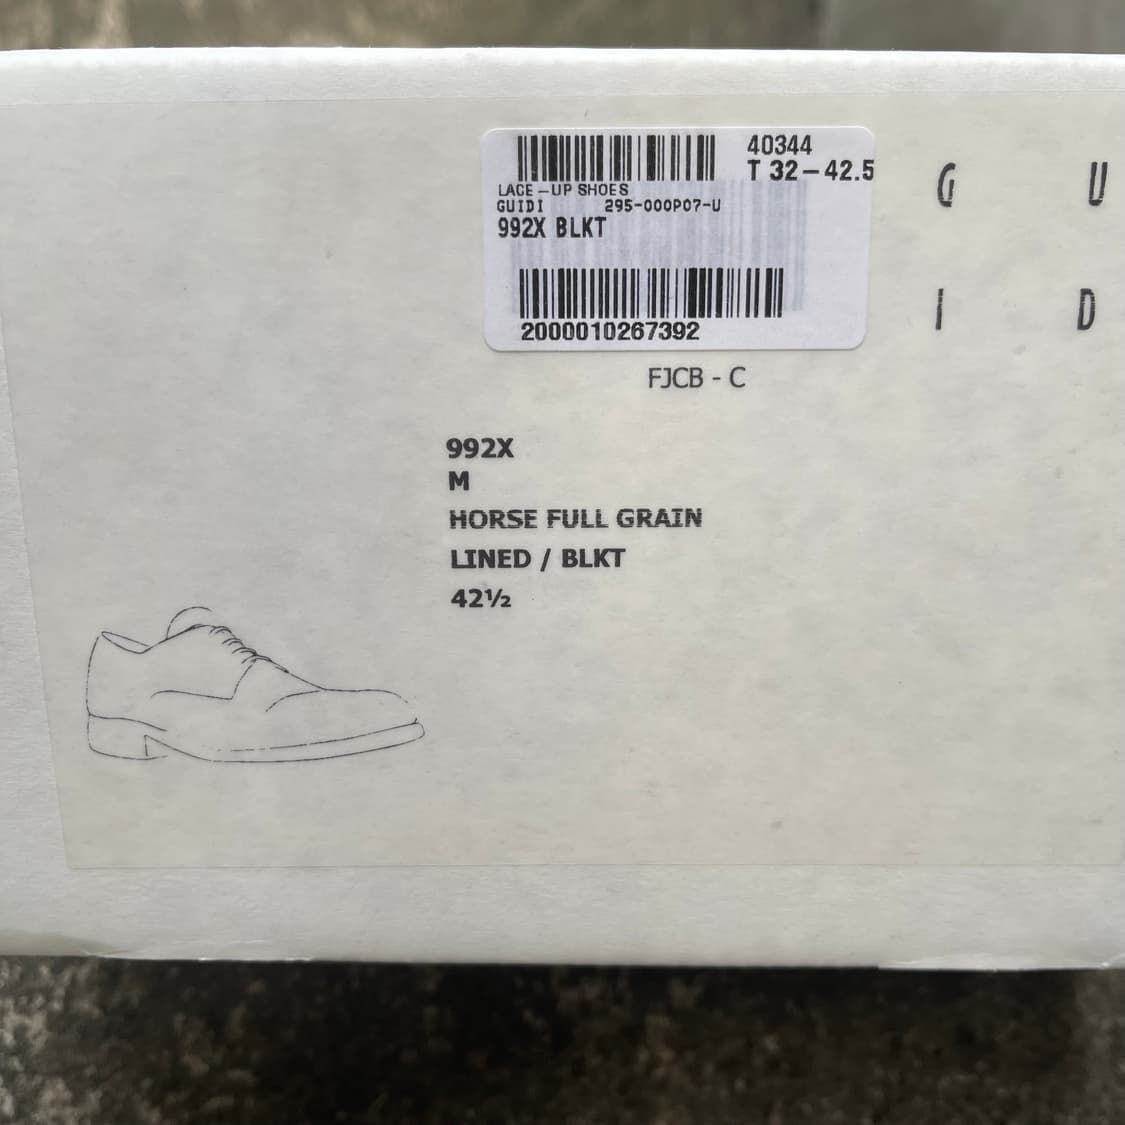 40344
T 32-42.5
LACE-UP SHOES
GUIDI 295-000P07-U
992X BLKT
2000010267392
G U
I D
FJCB - C
992X
M
HORSE FULL GRAIN
LINED / BLKT
42½